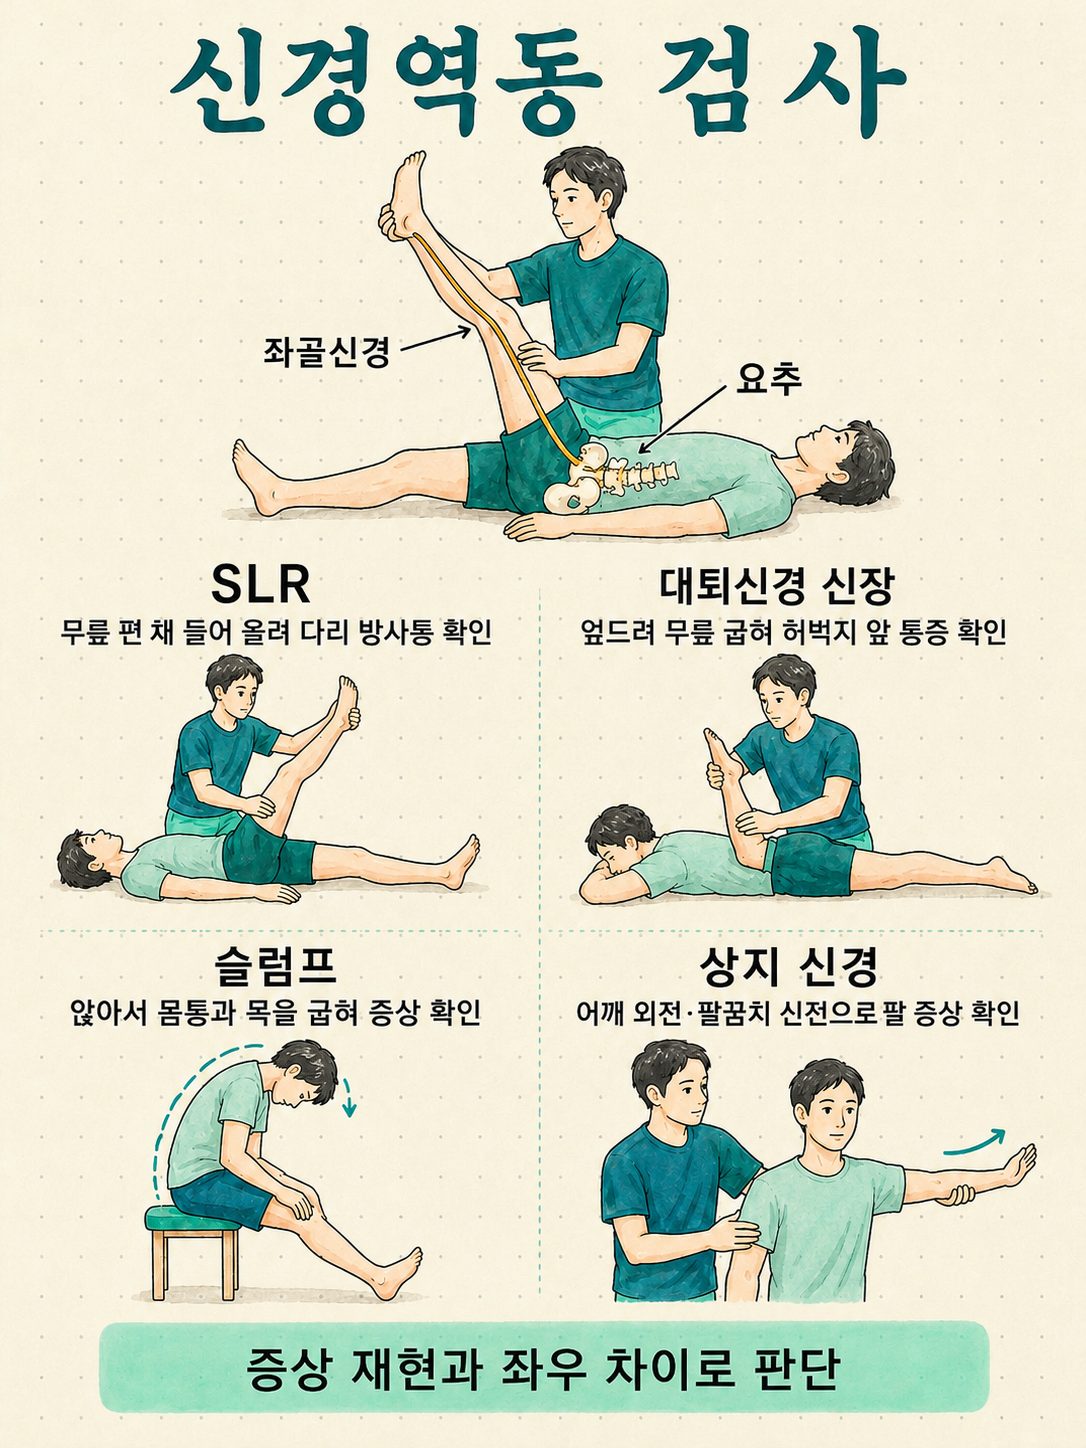 신경역동 검사
좌골신경
요추
SLR
무릎 편 채 들어 올려 다리 방사통 확인
대퇴신경 신장
엎드려 무릎 굽혀 허벅지 앞 통증 확인
슬럼프
앉아서 몸통과 목을 굽혀 증상 확인
상지 신경
어깨 외전·팔꿈치 신전으로 팔 증상 확인
증상 재현과 좌우 차이로 판단